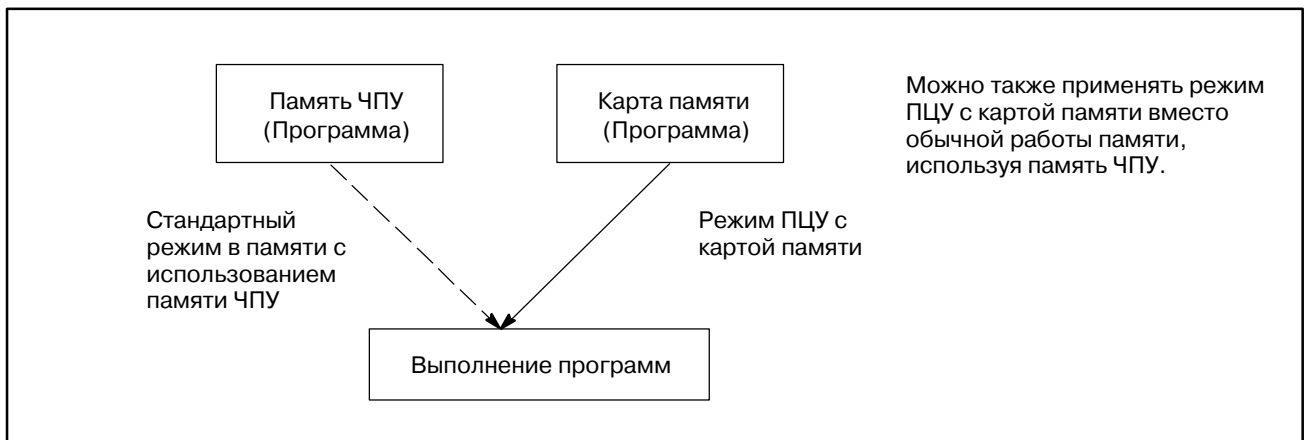 Память ЧПУ
(Программа)
Карта памяти
(Программа)
Можно также применять режим
ПЦУ с картой памяти вместо
обычной работы памяти,
используя память ЧПУ.
Стандартный
режим в памяти с
использованием
памяти ЧПУ
Режим ПЦУ с
картой памяти
Выполнение программ